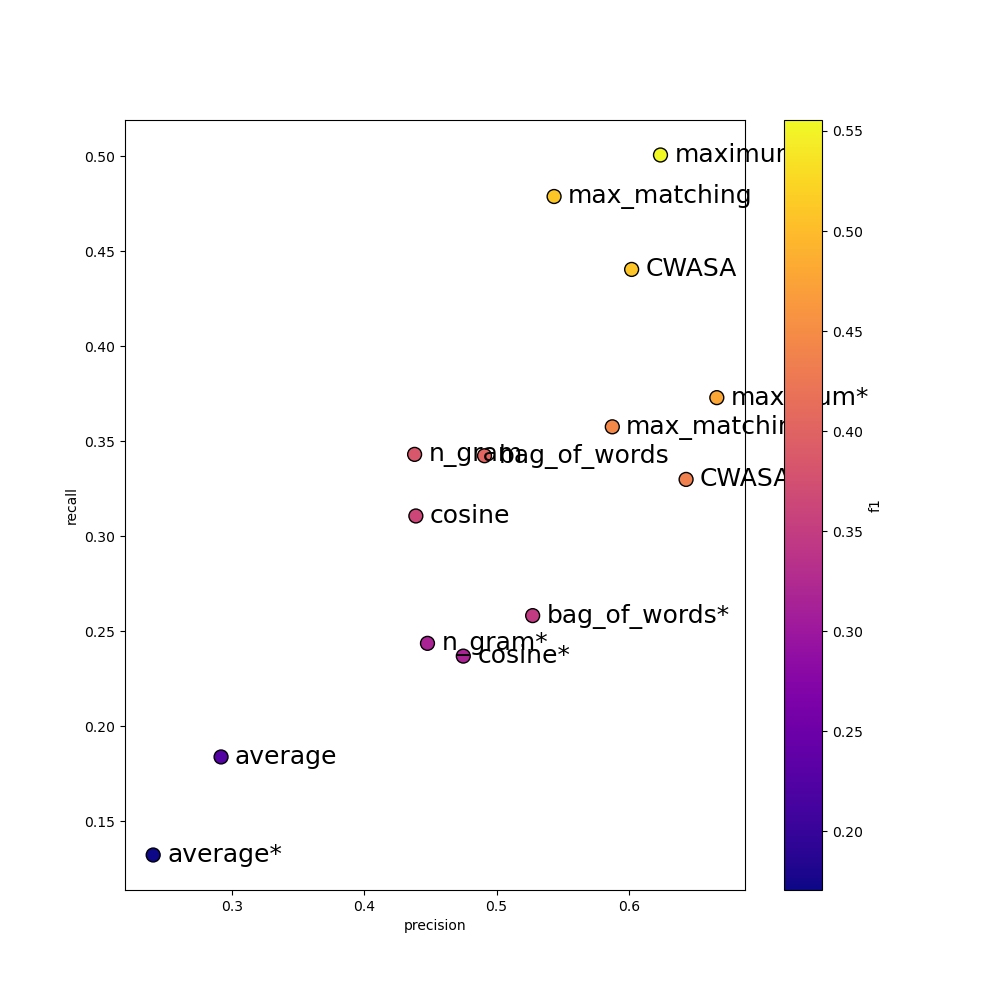 maximum
max_matching
CWASA
maximum*
max_matchin
n_gram
bag_of_words
CWASA
cosine
bag_of_words*
n_gram*
cosine*
average
average*
0.50
0.45
0.40
0.35
0.30
0.25
0.20
0.15
recall
0.3
0.4
0.5
0.6
precision
0.55
0.50
0.45
0.40
0.35
0.30
0.25
0.20
f1